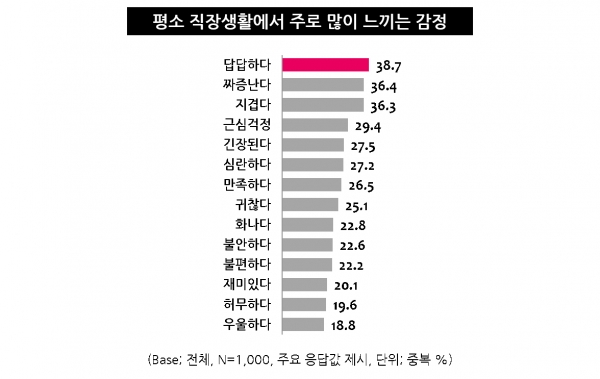 평소 직장생활에서 주로 많이 느끼는 감정
답답하다 38.7
짜증난다 36.4
지겹다 36.3
근심걱정 29.4
긴장된다 27.5
심란하다 27.2
만족하다 26.5
귀찮다 25.1
화나다 22.8
불안하다 22.6
불편하다 22.2
재미있다 20.1
허무하다 19.6
우울하다 18.8
(Base; 전체, N=1,000, 주요 응답값 제시, 단위; 중복 %)